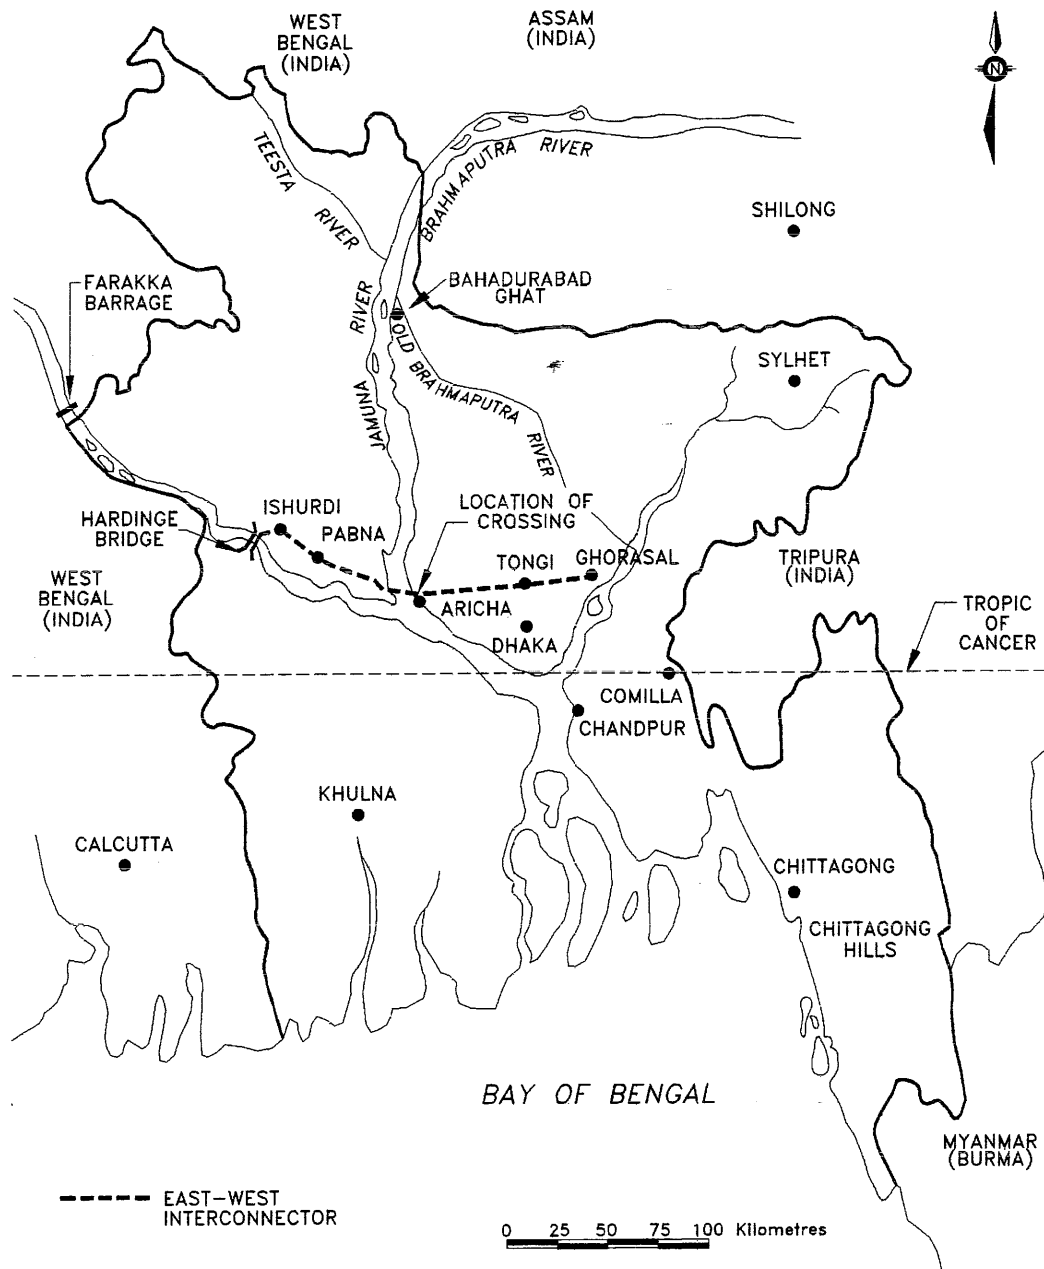 WEST
BENGAL
(INDIA)
ASSAM
(INDIA)
N
TEESTA
RIVER
BRAHMAPUTRA RIVER
SHILONG
FARAKKA
BARRAGE
RIVER
JAMUNA
BAHADURABAD
GHAT
OLD BRAHMAPUTRA
RIVER
SYLHET
HARDINGE
BRIDGE
ISHURDI
PABNA
LOCATION OF
CROSSING
TONGI
GHORASAL
TRIPURA
(INDIA)
WEST
BENGAL
(INDIA)
ARICHA
DHAKA
TROPIC
OF
CANCER
COMILLA
CHANDPUR
KHULNA
CALCUTTA
CHITTAGONG
CHITTAGONG
HILLS
BAY OF BENGAL
MYANMAR
(BURMA)
EAST-WEST
INTERCONNECTOR
0 25 50 75 100 Kilometres